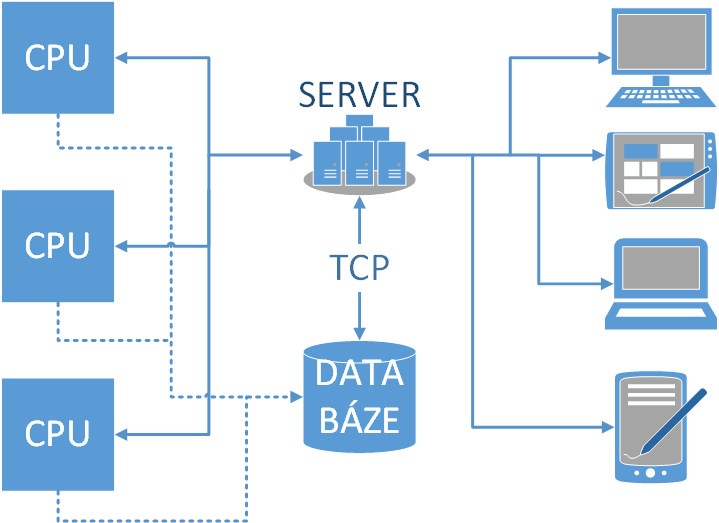 CPU
SERVER
CPU
TCP
DATA
BÁZE
CPU